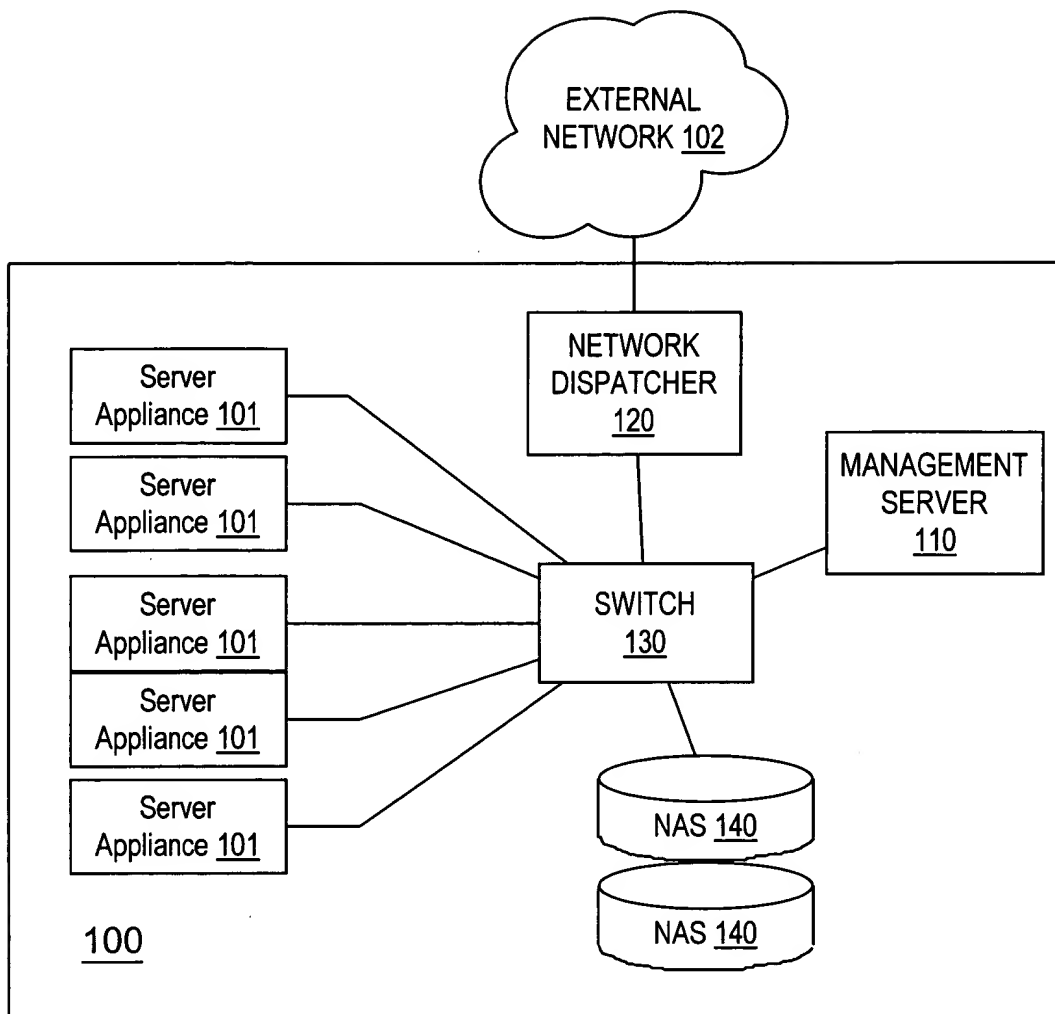 EXTERNAL
NETWORK 102
NETWORK
DISPATCHER
120
MANAGEMENT
SERVER
110
Server
Appliance 101
Server
Appliance 101
Server
Appliance 101
Server
Appliance 101
Server
Appliance 101
SWITCH
130
NAS 140
NAS 140
100